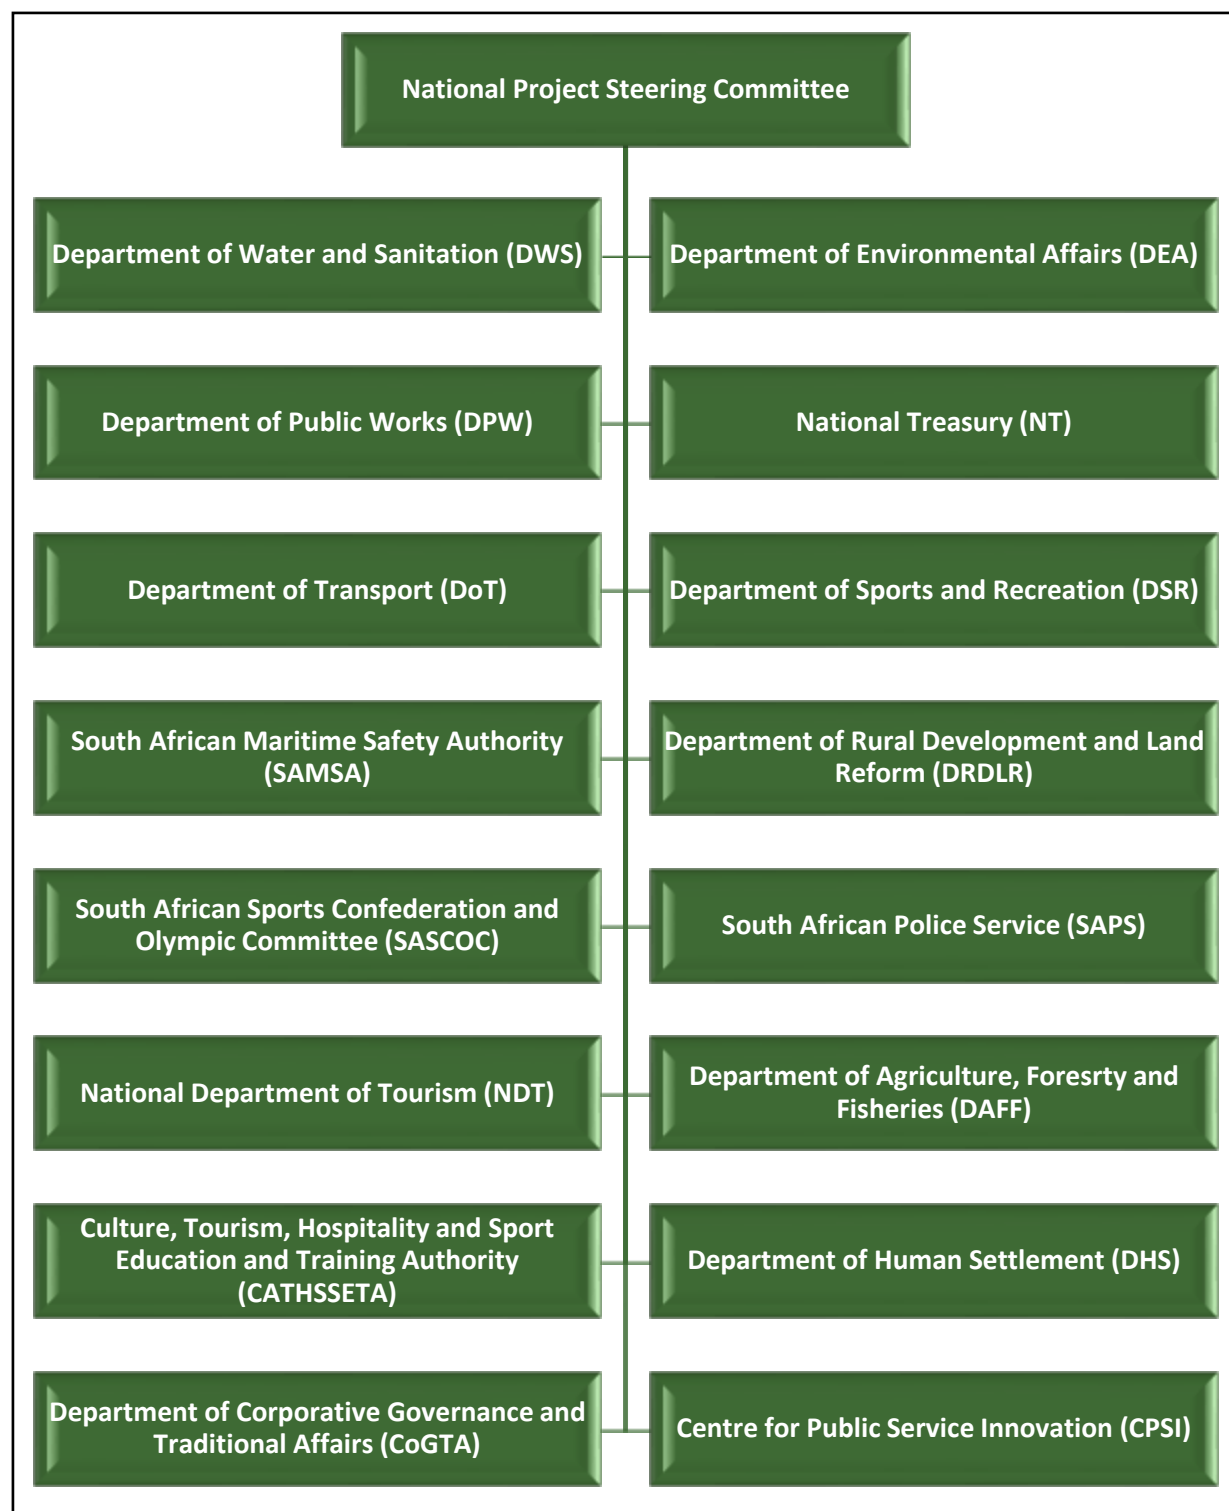 National Project Steering Committee
Department of Water and Sanitation (DWS)
Department of Environmental Affairs (DEA)
Department of Public Works (DPW)
National Treasury (NT)
Department of Transport (DoT)
Department of Sports and Recreation (DSR)
South African Maritime Safety Authority
(SAMSA)
Department of Rural Development and Land
Reform (DRDLR)
South African Sports Confederation and
Olympic Committee (SASCOC)
South African Police Service (SAPS)
National Department of Tourism (NDT)
Department of Agriculture, Foresrty and
Fisheries (DAFF)
Culture, Tourism, Hospitality and Sport
Education and Training Authority
(CATHSSETA)
Department of Human Settlement (DHS)
Department of Corporative Governance and
Traditional Affairs (CoGTA)
Centre for Public Service Innovation (CPSI)